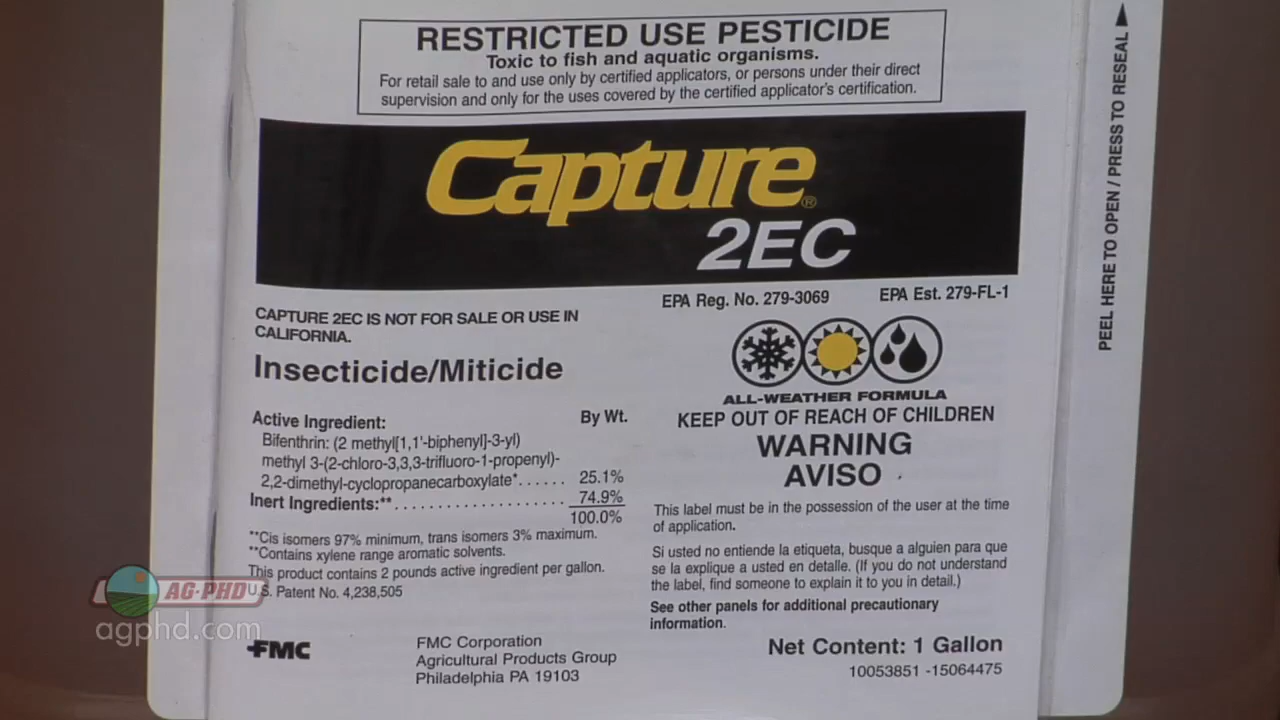 RESTRICTED USE PESTICIDE
Toxic to fish and aquatic organisms.
For retail sale to and use only by certified applicators, or persons under their direct
supervision and only for the uses covered by the certified applicator's certification.
Capture®
2EC
EPA Reg. No. 279-3069
EPA Est. 279-FL-1
CAPTURE 2EC IS NOT FOR SALE OR USE IN
CALIFORNIA.
Insecticide/Miticide
Active Ingredient:
By Wt.
Bifenthrin: (2 methyl[1,1'-biphenyl]-3-yl)
methyl 3-(2-chloro-3,3,3-trifluoro-1-propenyl)-
2,2-dimethyl-cyclopropanecarboxylate*...... 25.1%
Inert Ingredients:**.................... 74.9%
100.0%
**Cis isomers 97% minimum, trans isomers 3% maximum.
**Contains xylene range aromatic solvents.
This product contains 2 pounds active ingredient per gallon.
U.S. Patent No. 4,238,505
FMC
FMC Corporation
Agricultural Products Group
Philadelphia PA 19103
ALL-WEATHER FORMULA
KEEP OUT OF REACH OF CHILDREN
WARNING
AVISO
This label must be in the possession of the user at the time
of application.
Si usted no entiende la etiqueta, busque a alguien para que
se la explique a usted en detalle. (If you do not understand
the label, find someone to explain it to you in detail.)
See other panels for additional precautionary
information.
Net Content: 1 Gallon
10053851 -15064475
PEEL HERE TO OPEN / PRESS TO RESEAL
AG·PHD
agphd.com